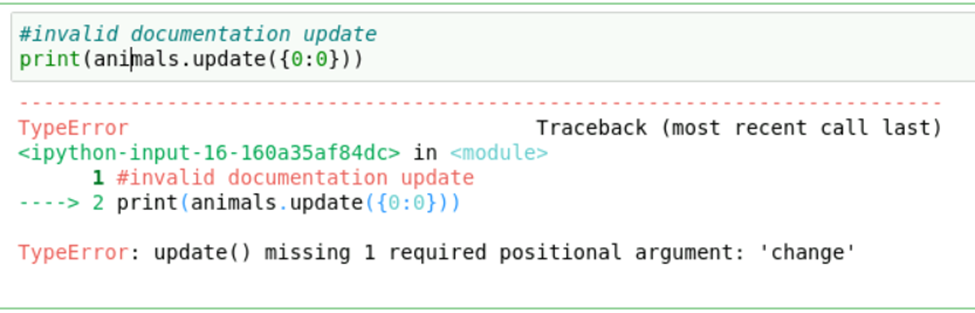 #invalid documentation update
print(animals.update({0:0}))
---------------------------------------------------------------------------
TypeError                                 Traceback (most recent call last)
<ipython-input-16-160a35af84dc> in <module>
      1 #invalid documentation update
----> 2 print(animals.update({0:0}))
TypeError: update() missing 1 required positional argument: 'change'